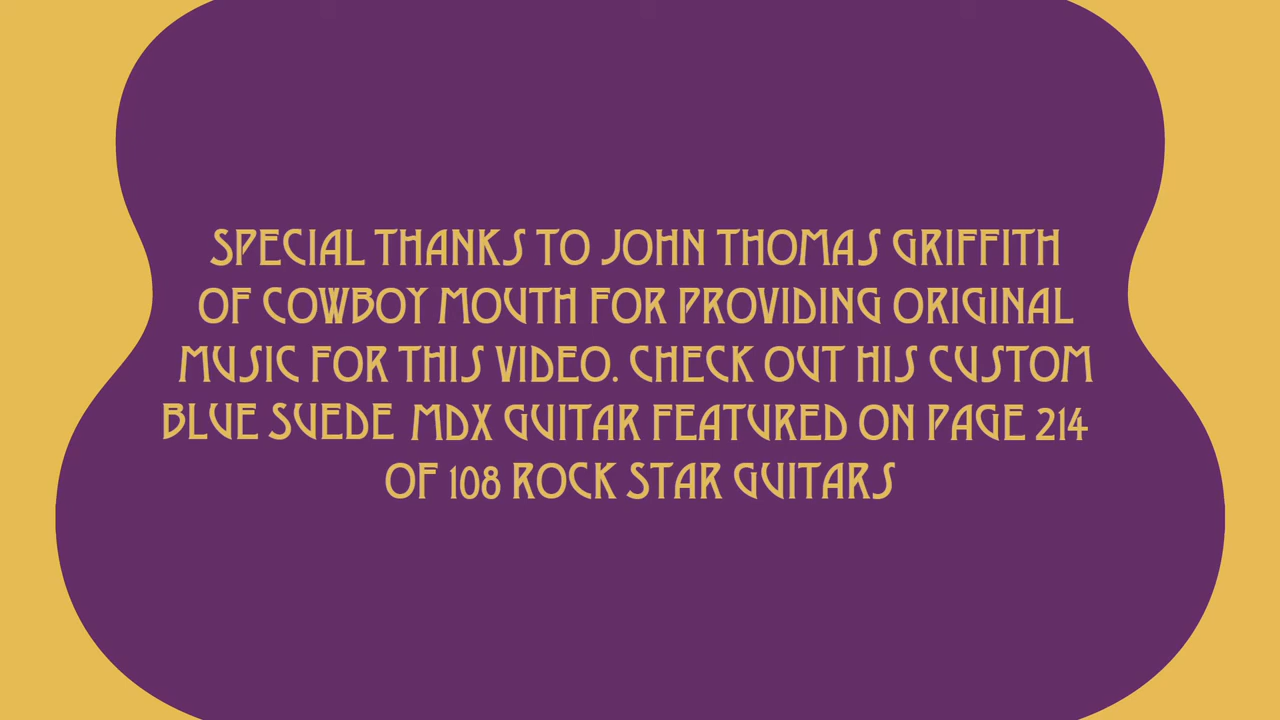 SPECIAL THANKS TO JOHN THOMAS GRIFFITH
OF COWBOY MOUTH FOR PROVIDING ORIGINAL
MUSIC FOR THIS VIDEO. CHECK OUT HIS CUSTOM
BLUE SUEDE MDX GUITAR FEATURED ON PAGE 214
OF 108 ROCK STAR GUITARS